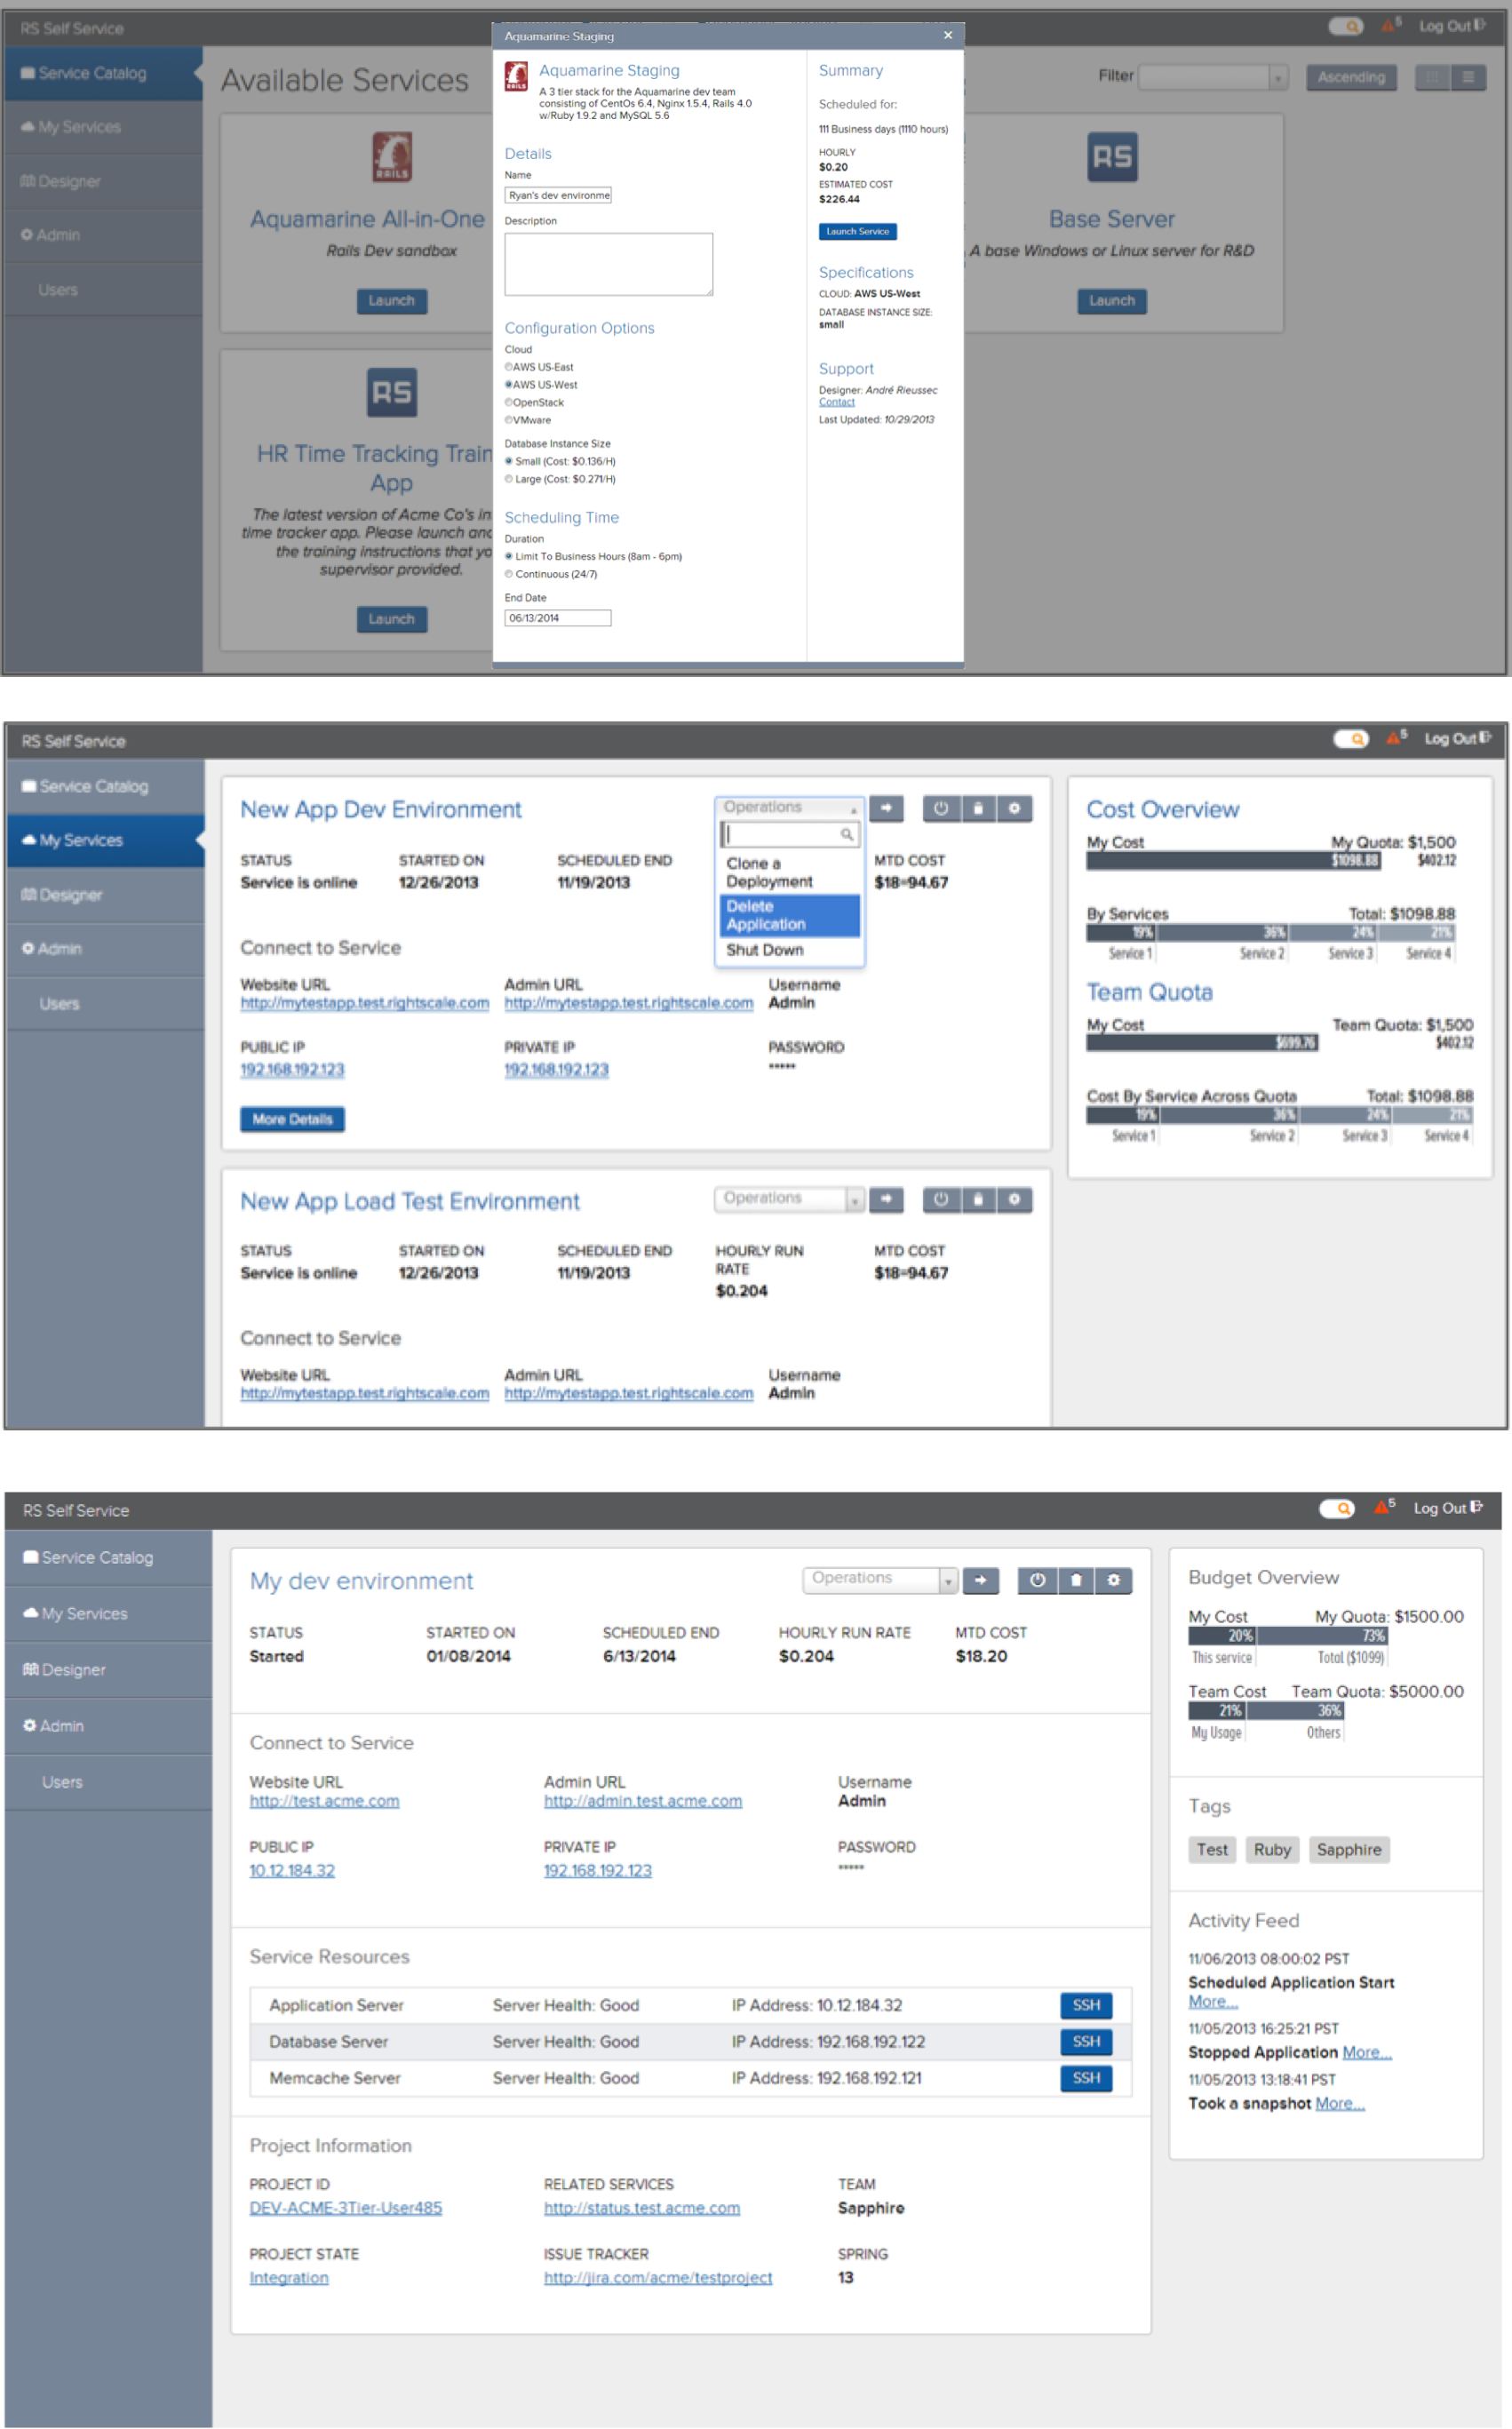 RS Self Service
5
Log Out
Service Catalog
My Services
Designer
Admin
Users
Available Services
Filter
Ascending
RAILS
Aquamarine All-in-One
Rails Dev sandbox
Launch
RS
Base Server
A base Windows or Linux server for R&D
Launch
RS
HR Time Tracking Train
App
The latest version of Acme Co's in
time tracker app. Please launch and
the training instructions that yo
supervisor provided.
Launch
Aquamarine Staging
×
RAILS
Aquamarine Staging
A 3 tier stack for the Aquamarine dev team
consisting of CentOs 6.4, Nginx 1.5.4, Rails 4.0
w/Ruby 1.9.2 and MySQL 5.6
Details
Name
Ryan's dev environme
Description
Configuration Options
Cloud
AWS US-East
AWS US-West
OpenStack
VMware
Database Instance Size
Small (Cost: $0.136/H)
Large (Cost: $0.271/H)
Scheduling Time
Duration
Limit To Business Hours (8am - 6pm)
Continuous (24/7)
End Date
06/13/2014
Summary
Scheduled for:
111 Business days (1110 hours)
HOURLY
$0.20
ESTIMATED COST
$226.44
Launch Service
Specifications
CLOUD: AWS US-West
DATABASE INSTANCE SIZE:
small
Support
Designer: André Rieussec
Contact
Last Updated: 10/29/2013
RS Self Service
5
Log Out
Service Catalog
My Services
Designer
Admin
Users
New App Dev Environment
Operations
Clone a
Deployment
Delete
Application
Shut Down
STATUS
Service is online
STARTED ON
12/26/2013
SCHEDULED END
11/19/2013
MTD COST
$18=94.67
Connect to Service
Website URL
http://mytestapp.test.rightscale.com
Admin URL
http://mytestapp.test.rightscale.com
Username
Admin
PUBLIC IP
192.168.192.123
PRIVATE IP
192.168.192.123
PASSWORD
*****
More Details
New App Load Test Environment
Operations
STATUS
Service is online
STARTED ON
12/26/2013
SCHEDULED END
11/19/2013
HOURLY RUN
RATE
$0.204
MTD COST
$18=94.67
Connect to Service
Website URL
http://mytestapp.test.rightscale.com
Admin URL
http://mytestapp.test.rightscale.com
Username
Admin
Cost Overview
My Cost My Quota: $1,500
$1098.88 $402.12
By Services Total: $1098.88
19% 36% 24% 21%
Service 1 Service 2 Service 3 Service 4
Team Quota
My Cost Team Quota: $1,500
$699.76 $402.12
Cost By Service Across Quota Total: $1098.88
19% 36% 24% 21%
Service 1 Service 2 Service 3 Service 4
RS Self Service
5
Log Out
Service Catalog
My Services
Designer
Admin
Users
My dev environment
Operations
STATUS
Started
STARTED ON
01/08/2014
SCHEDULED END
6/13/2014
HOURLY RUN RATE
$0.204
MTD COST
$18.20
Connect to Service
Website URL
http://test.acme.com
Admin URL
http://admin.test.acme.com
Username
Admin
PUBLIC IP
10.12.184.32
PRIVATE IP
192.168.192.123
PASSWORD
*****
Service Resources
Application Server Server Health: Good IP Address: 10.12.184.32 SSH
Database Server Server Health: Good IP Address: 192.168.192.122 SSH
Memcache Server Server Health: Good IP Address: 192.168.192.121 SSH
Project Information
PROJECT ID
DEV-ACME-3Tier-User485
RELATED SERVICES
http://status.test.acme.com
TEAM
Sapphire
PROJECT STATE
Integration
ISSUE TRACKER
http://jira.com/acme/testproject
SPRING
13
Budget Overview
My Cost My Quota: $1500.00
20% 73%
This service Total ($1099)
Team Cost Team Quota: $5000.00
21% 36%
My Usage Others
Tags
Test Ruby Sapphire
Activity Feed
11/06/2013 08:00:02 PST
Scheduled Application Start
More...
11/05/2013 16:25:21 PST
Stopped Application More...
11/05/2013 13:18:41 PST
Took a snapshot More...